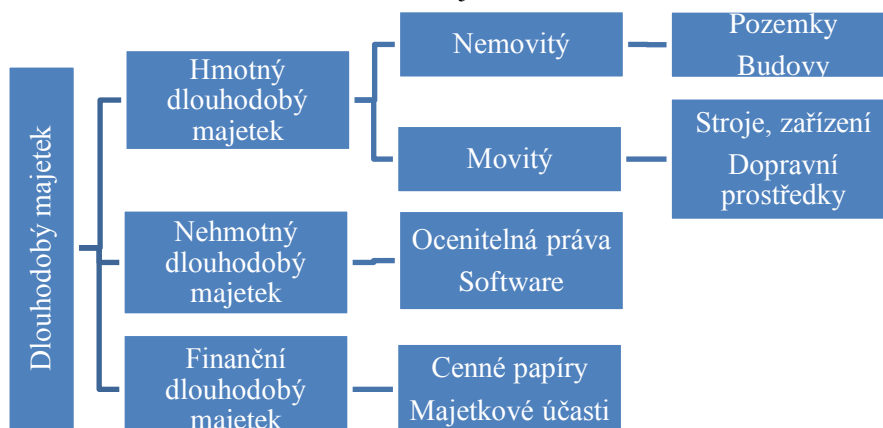 Dlouhodobý majetek
Hmotný
dlouhodobý
majetek
Nemovitý
Pozemky
Budovy
Movitý
Stroje, zařízení
Dopravní
prostředky
Nehmotný
dlouhodobý
majetek
Ocenitelná práva
Software
Finanční
dlouhodobý
majetek
Cenné papíry
Majetkové účasti